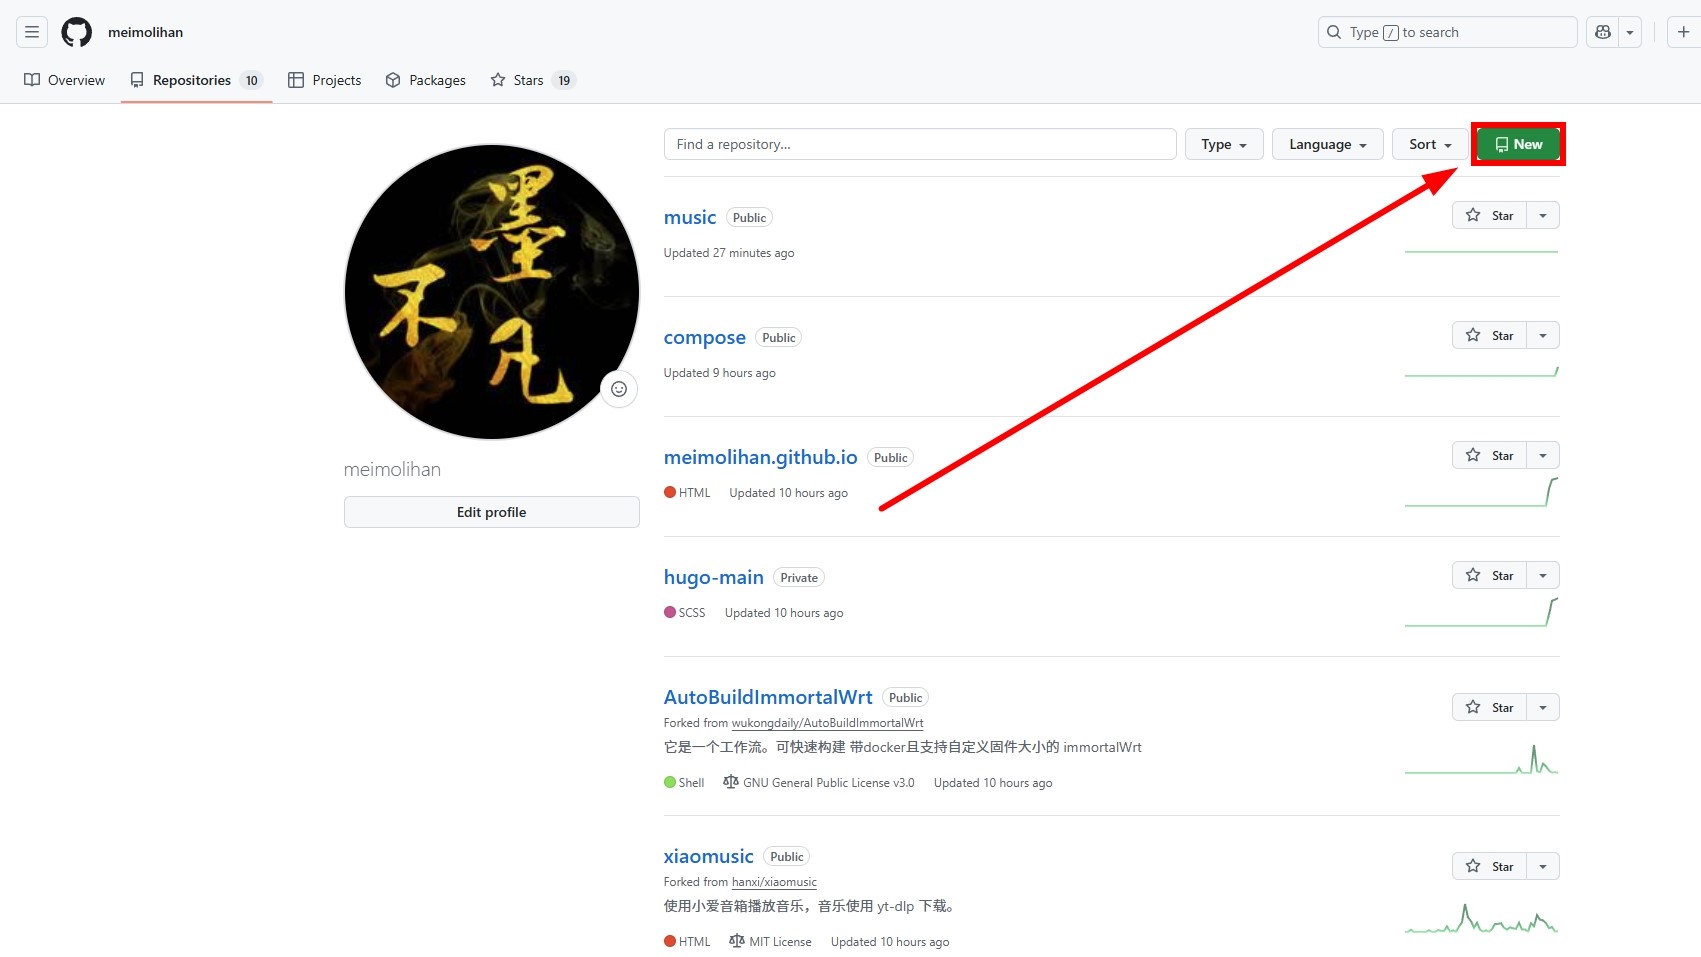 meimolihan
Type / to search
Overview
Repositories 10
Projects
Packages
Stars 19
Find a repository...
Type
Language
Sort
New
墨
不
凡
meimolihan
Edit profile
music Public
Star
Updated 27 minutes ago
compose Public
Star
Updated 9 hours ago
meimolihan.github.io Public
Star
HTML Updated 10 hours ago
hugo-main Private
Star
SCSS Updated 10 hours ago
AutoBuildImmortalWrt Public
Star
Forked from wukongdaily/AutoBuildImmortalWrt
它是一个工作流。可快速构建 带docker且支持自定义固件大小的 immortalWrt
Shell GNU General Public License v3.0 Updated 10 hours ago
xiaomusic Public
Star
Forked from hanxi/xiaomusic
使用小爱音箱播放音乐，音乐使用 yt-dlp 下载。
HTML MIT License Updated 10 hours ago